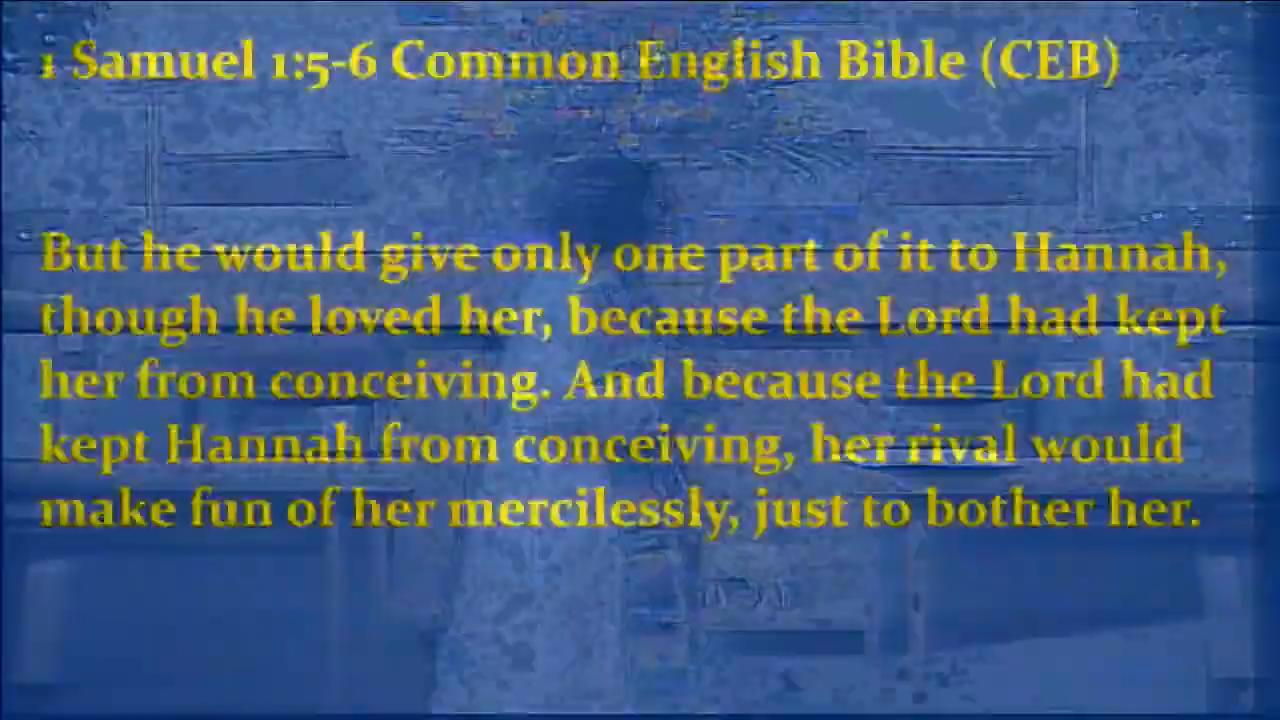 1 Samuel 1:5-6 Common English Bible (CEB)
But he would give only one part of it to Hannah,
though he loved her, because the Lord had kept
her from conceiving. And because the Lord had
kept Hannah from conceiving, her rival would
make fun of her mercilessly, just to bother her.